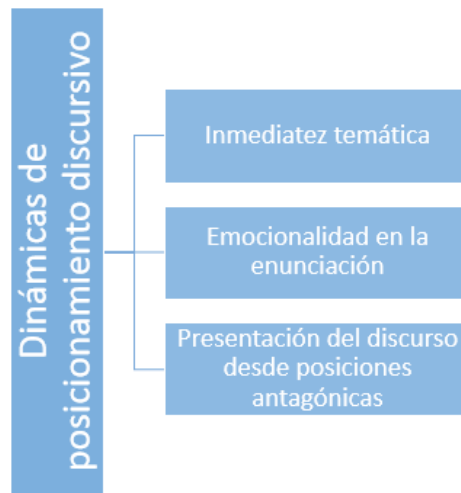 Dinámicas de
posicionamiento discursivo
Inmediatez temática
Emocionalidad en la
enunciación
Presentación del discurso
desde posiciones
antagónicas